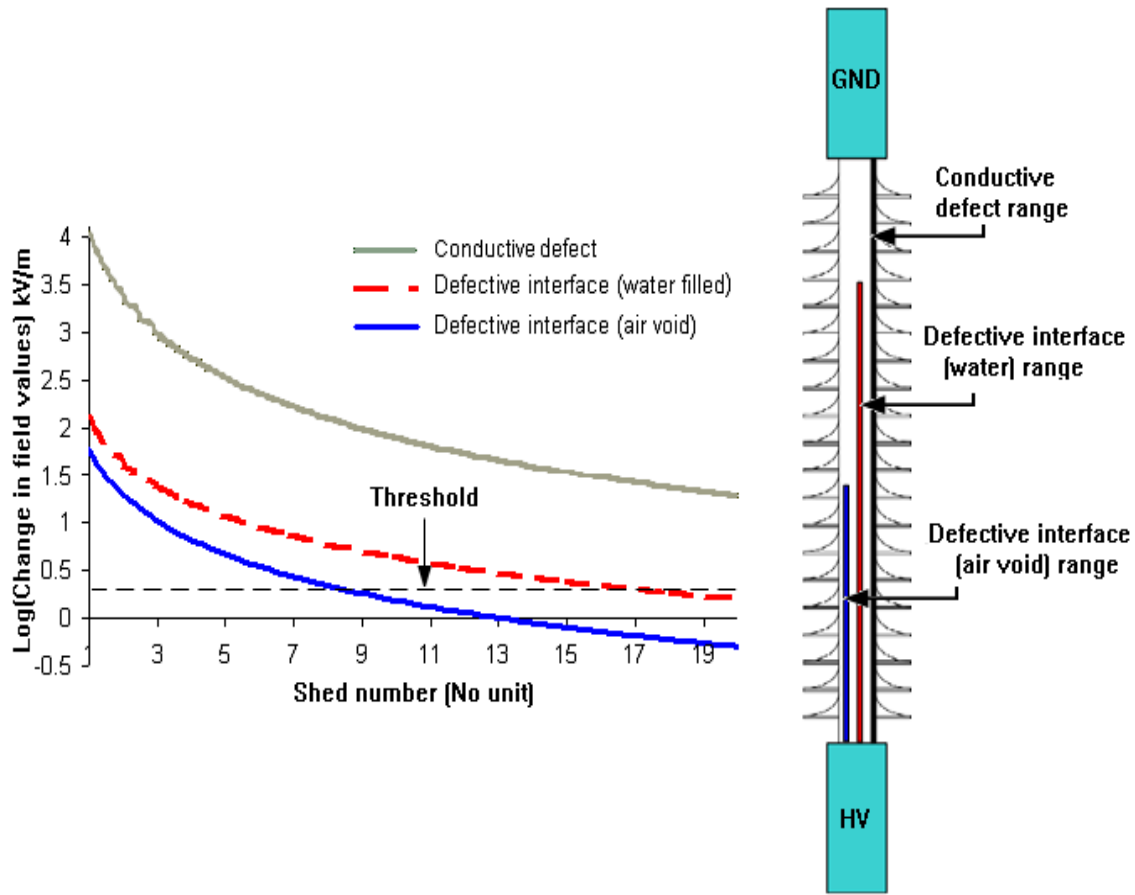 4
3.5
3
2.5
2
1.5
1
0.5
0
-0.5
Log(Change in field values) kV/m
1
3
5
7
9
11
13
15
17
19
Shed number (No unit)
Conductive defect
Defective interface (water filled)
Defective interface (air void)
Threshold
GND
Conductive
defect range
Defective interface
(water) range
Defective interface
(air void) range
HV